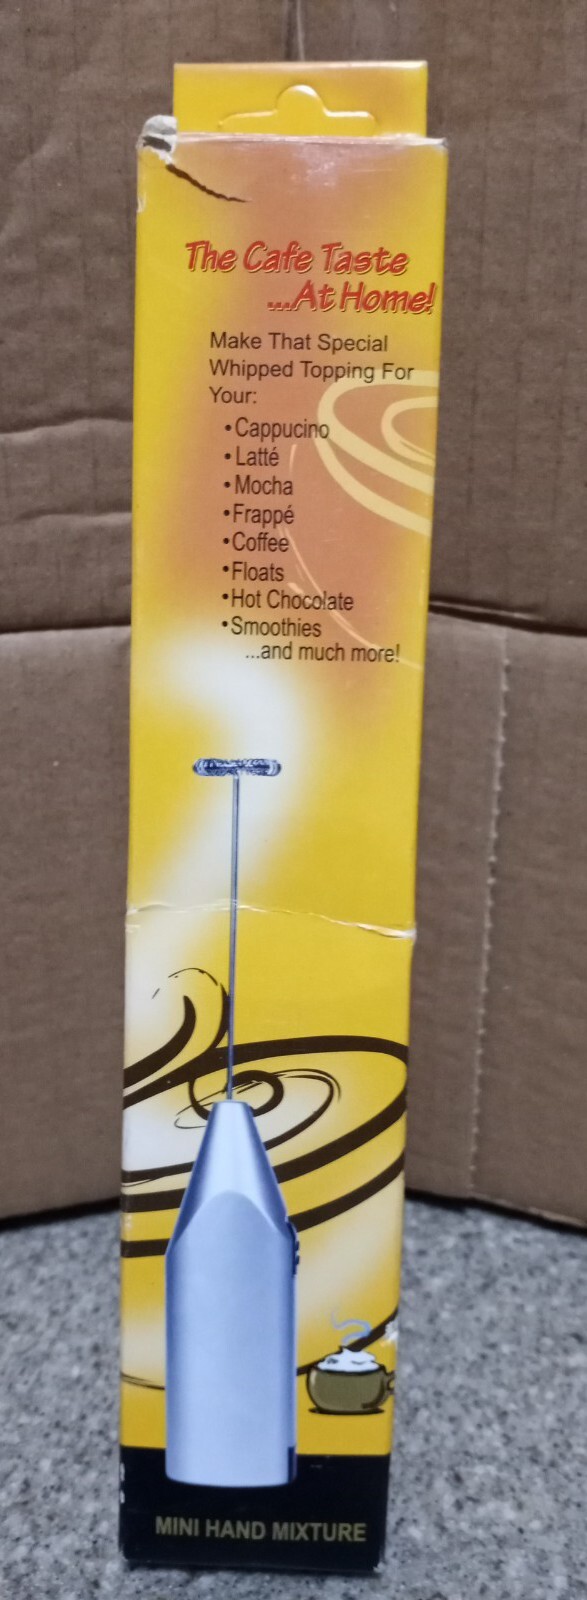 The Cafe Taste
...At Home!
Make That Special
Whipped Topping For
Your:
•Cappucino
•Latté
•Mocha
•Frappé
•Coffee
•Floats
•Hot Chocolate
•Smoothies
...and much more!
MINI HAND MIXTURE